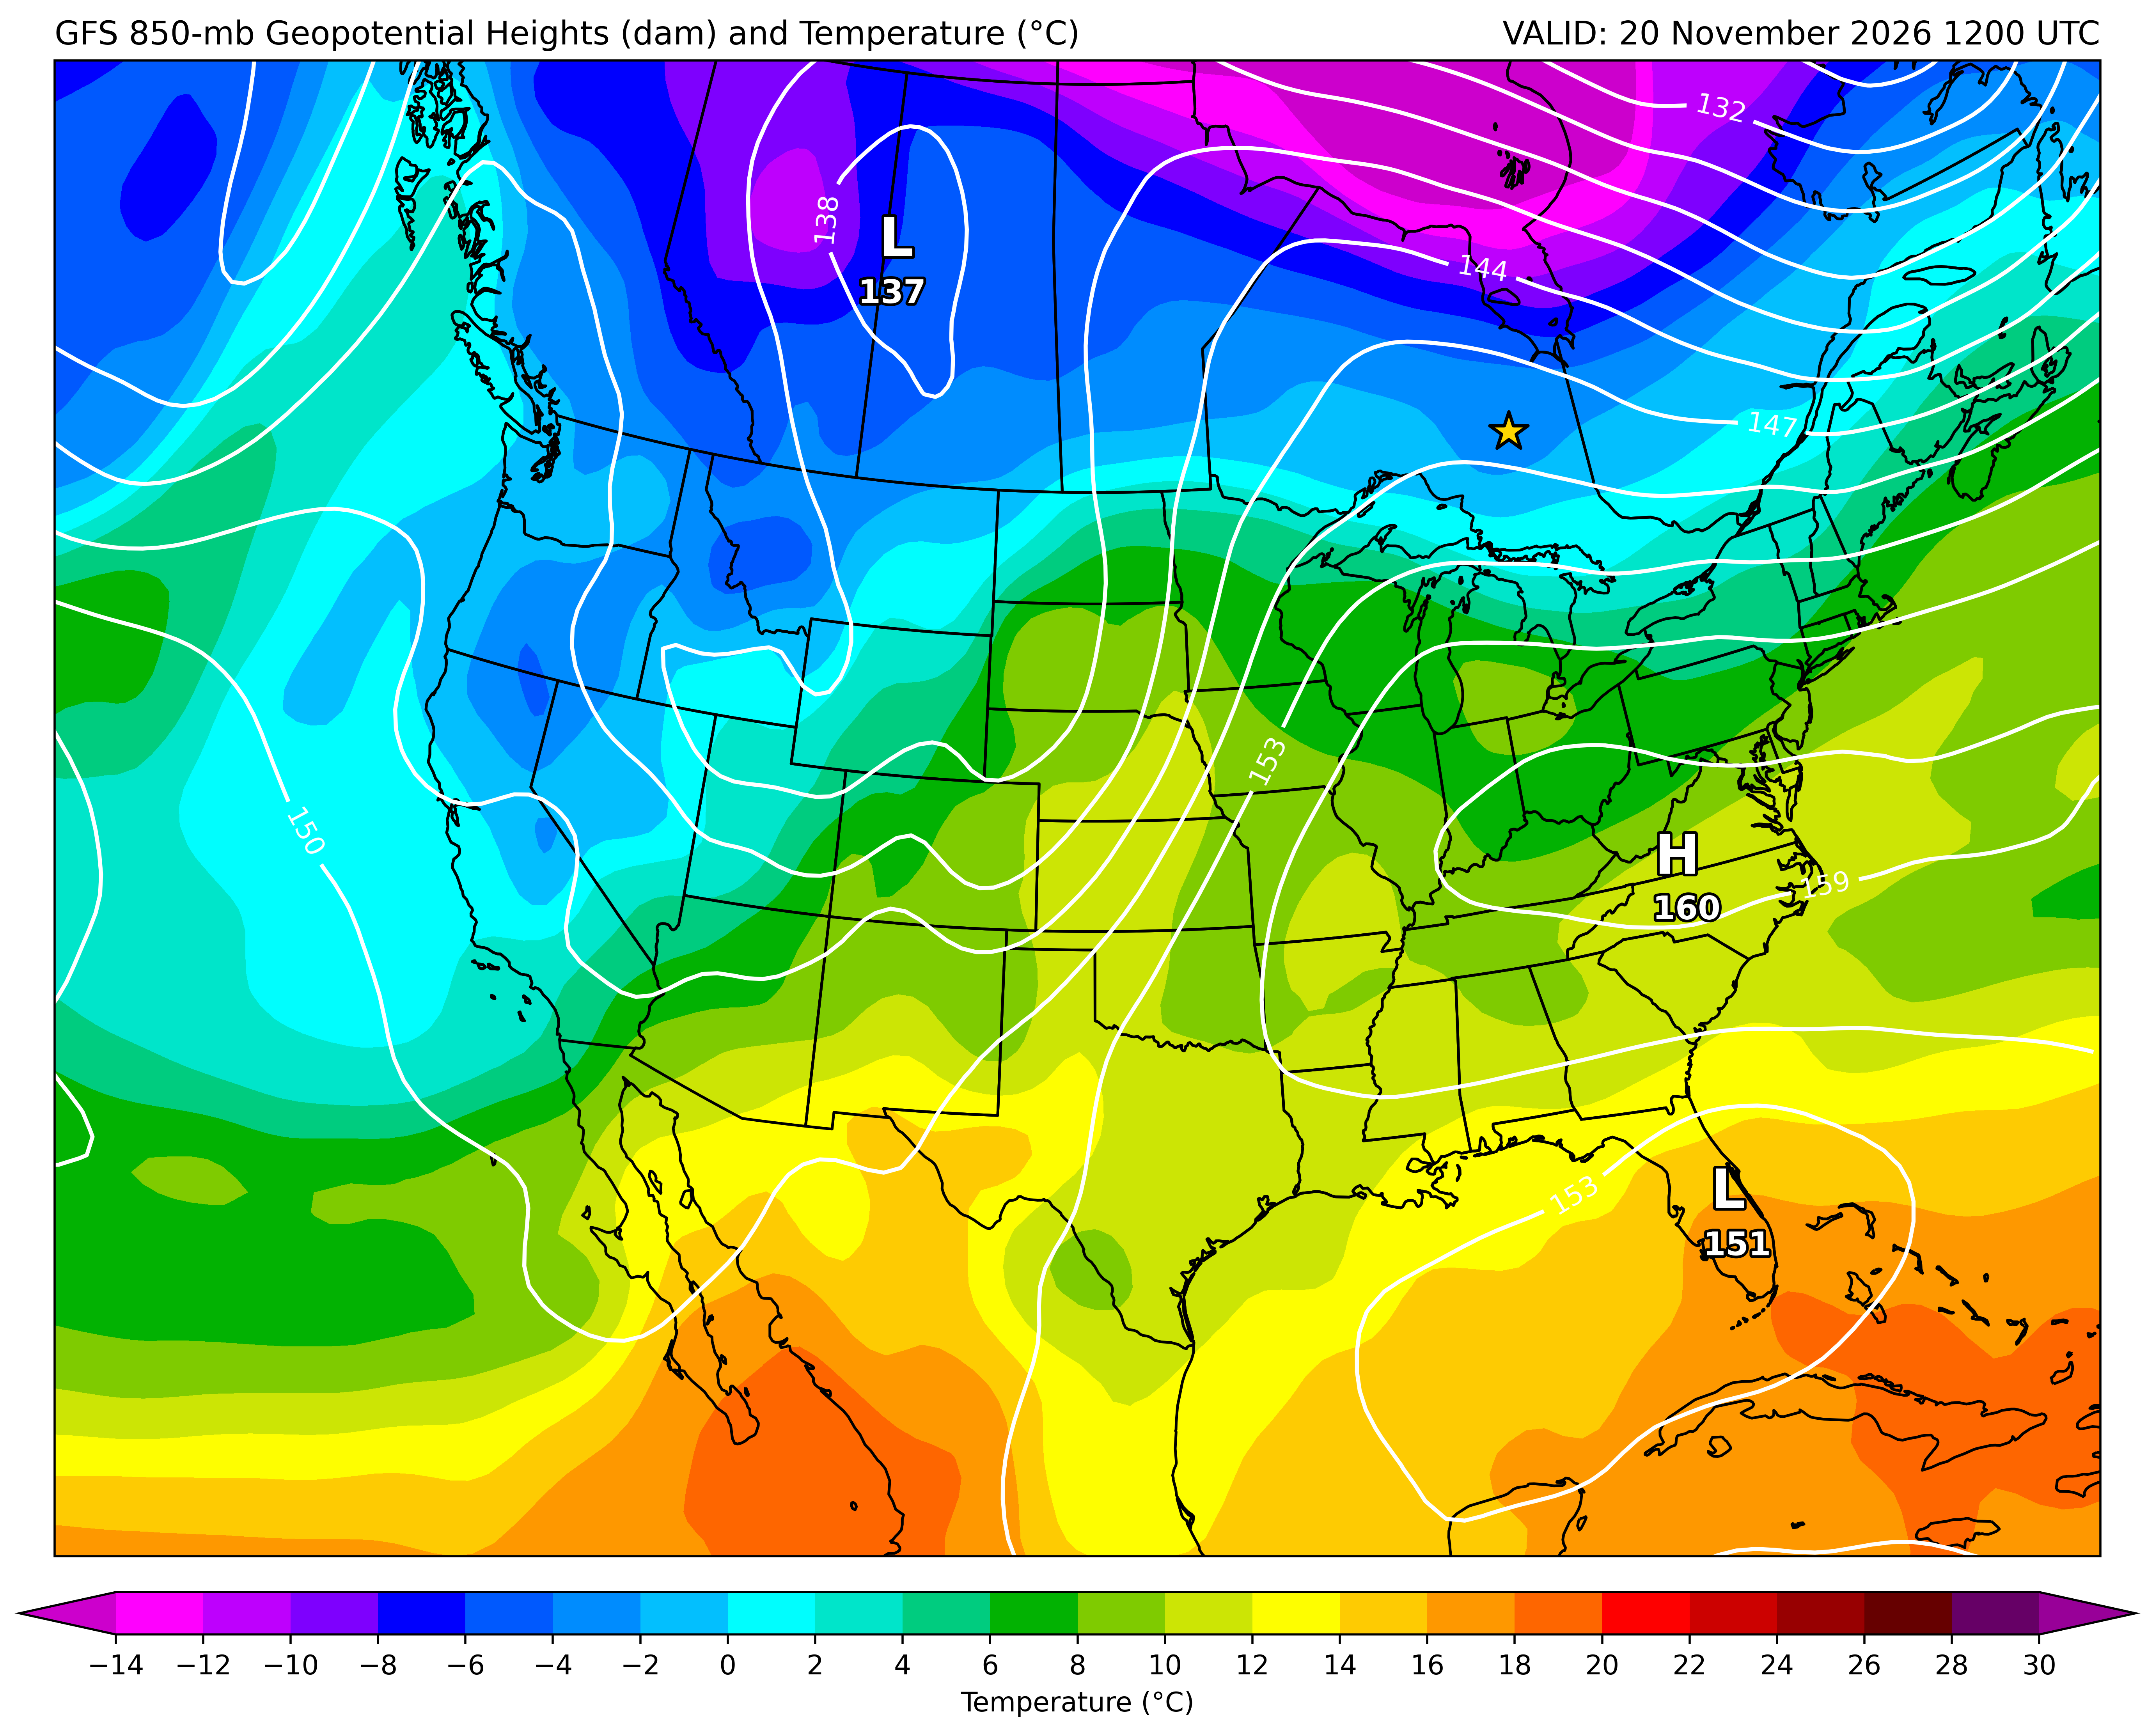 GFS 850-mb Geopotential Heights (dam) and Temperature (°C)
VALID: 20 November 2026 1200 UTC
132
138
L
137
144
147
153
150
H
160
159
L
151
153
−14 −12 −10 −8 −6 −4 −2 0 2 4 6 8 10 12 14 16 18 20 22 24 26 28 30
Temperature (°C)